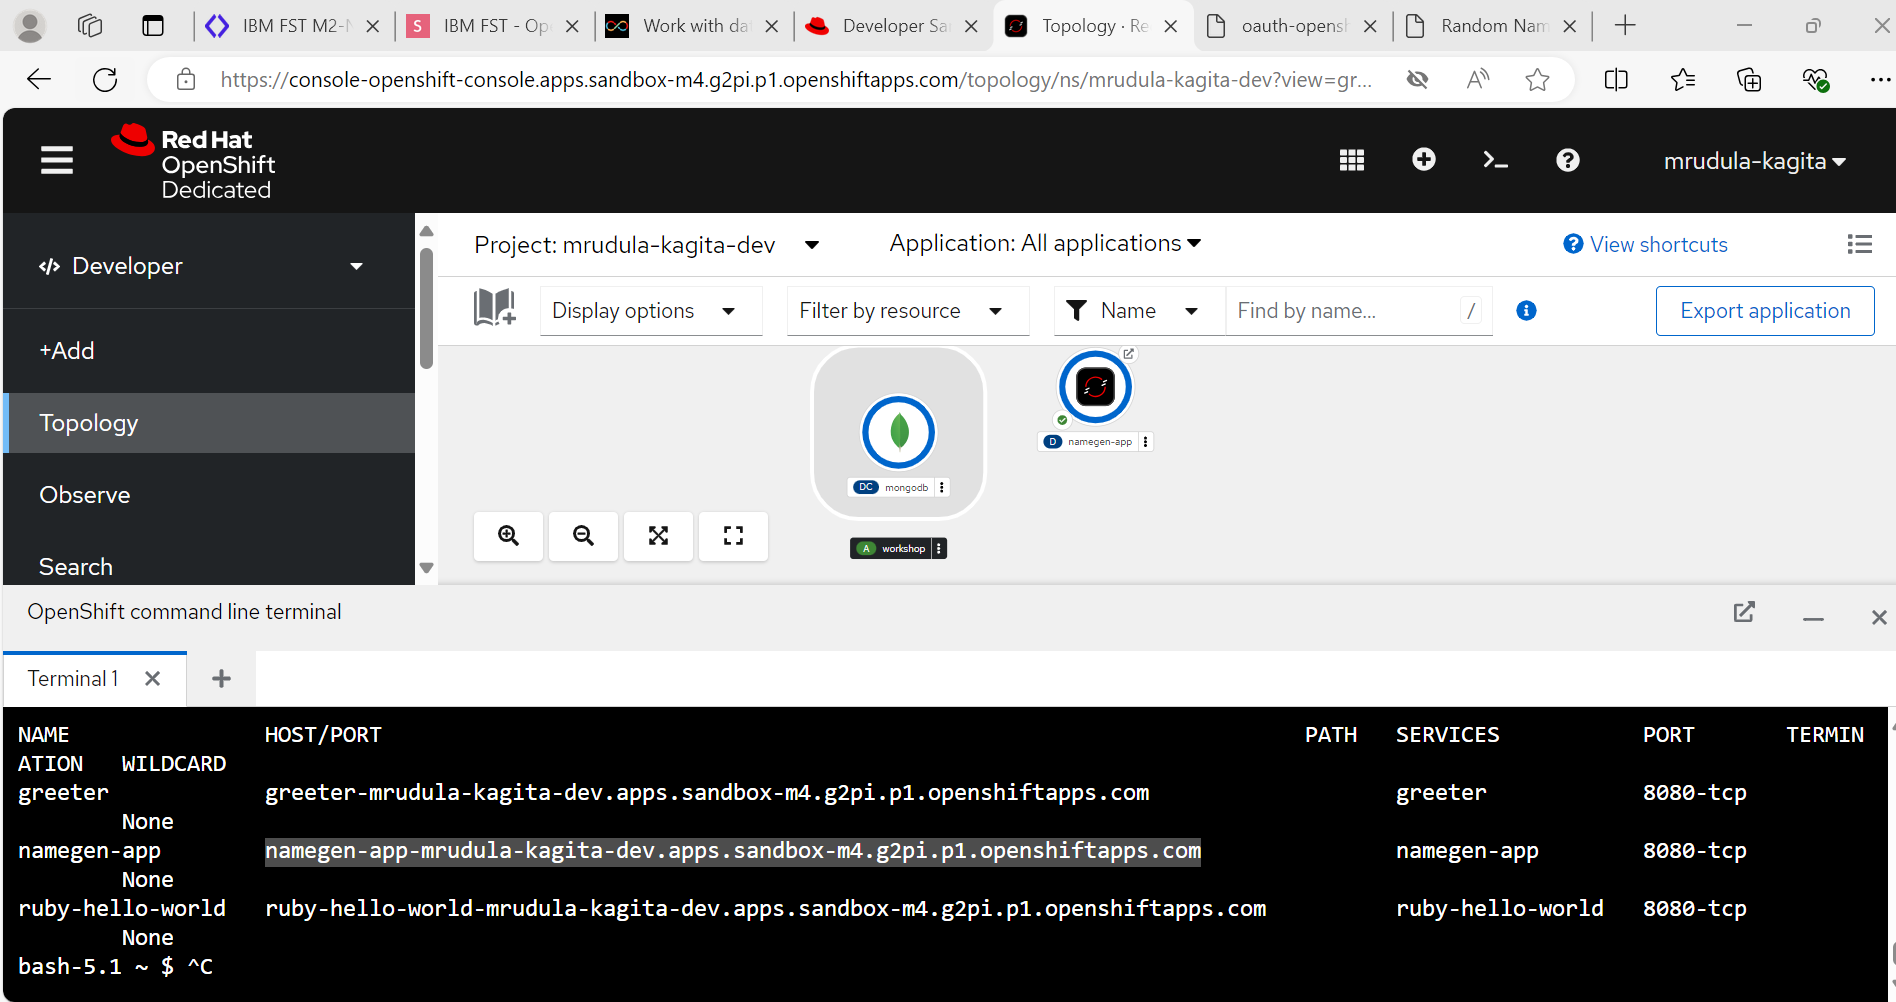 IBM FST M2-N
IBM FST - Op
Work with dat
Developer Sa
Topology · Re
oauth-opensh
Random Nam
https://console-openshift-console.apps.sandbox-m4.g2pi.p1.openshiftapps.com/topology/ns/mrudula-kagita-dev?view=gr...
Red Hat
OpenShift
Dedicated
mrudula-kagita
Developer
Project: mrudula-kagita-dev
Application: All applications
View shortcuts
Display options
Filter by resource
Name
Find by name...
/
Export application
+Add
Topology
Observe
Search
D namegen-app
DC mongodb
A workshop
OpenShift command line terminal
Terminal 1
NAME HOST/PORT PATH SERVICES PORT TERMIN
ATION WILDCARD
greeter greeter-mrudula-kagita-dev.apps.sandbox-m4.g2pi.p1.openshiftapps.com greeter 8080-tcp
None
namegen-app namegen-app-mrudula-kagita-dev.apps.sandbox-m4.g2pi.p1.openshiftapps.com namegen-app 8080-tcp
None
ruby-hello-world ruby-hello-world-mrudula-kagita-dev.apps.sandbox-m4.g2pi.p1.openshiftapps.com ruby-hello-world 8080-tcp
None
bash-5.1 ~ $ ^C